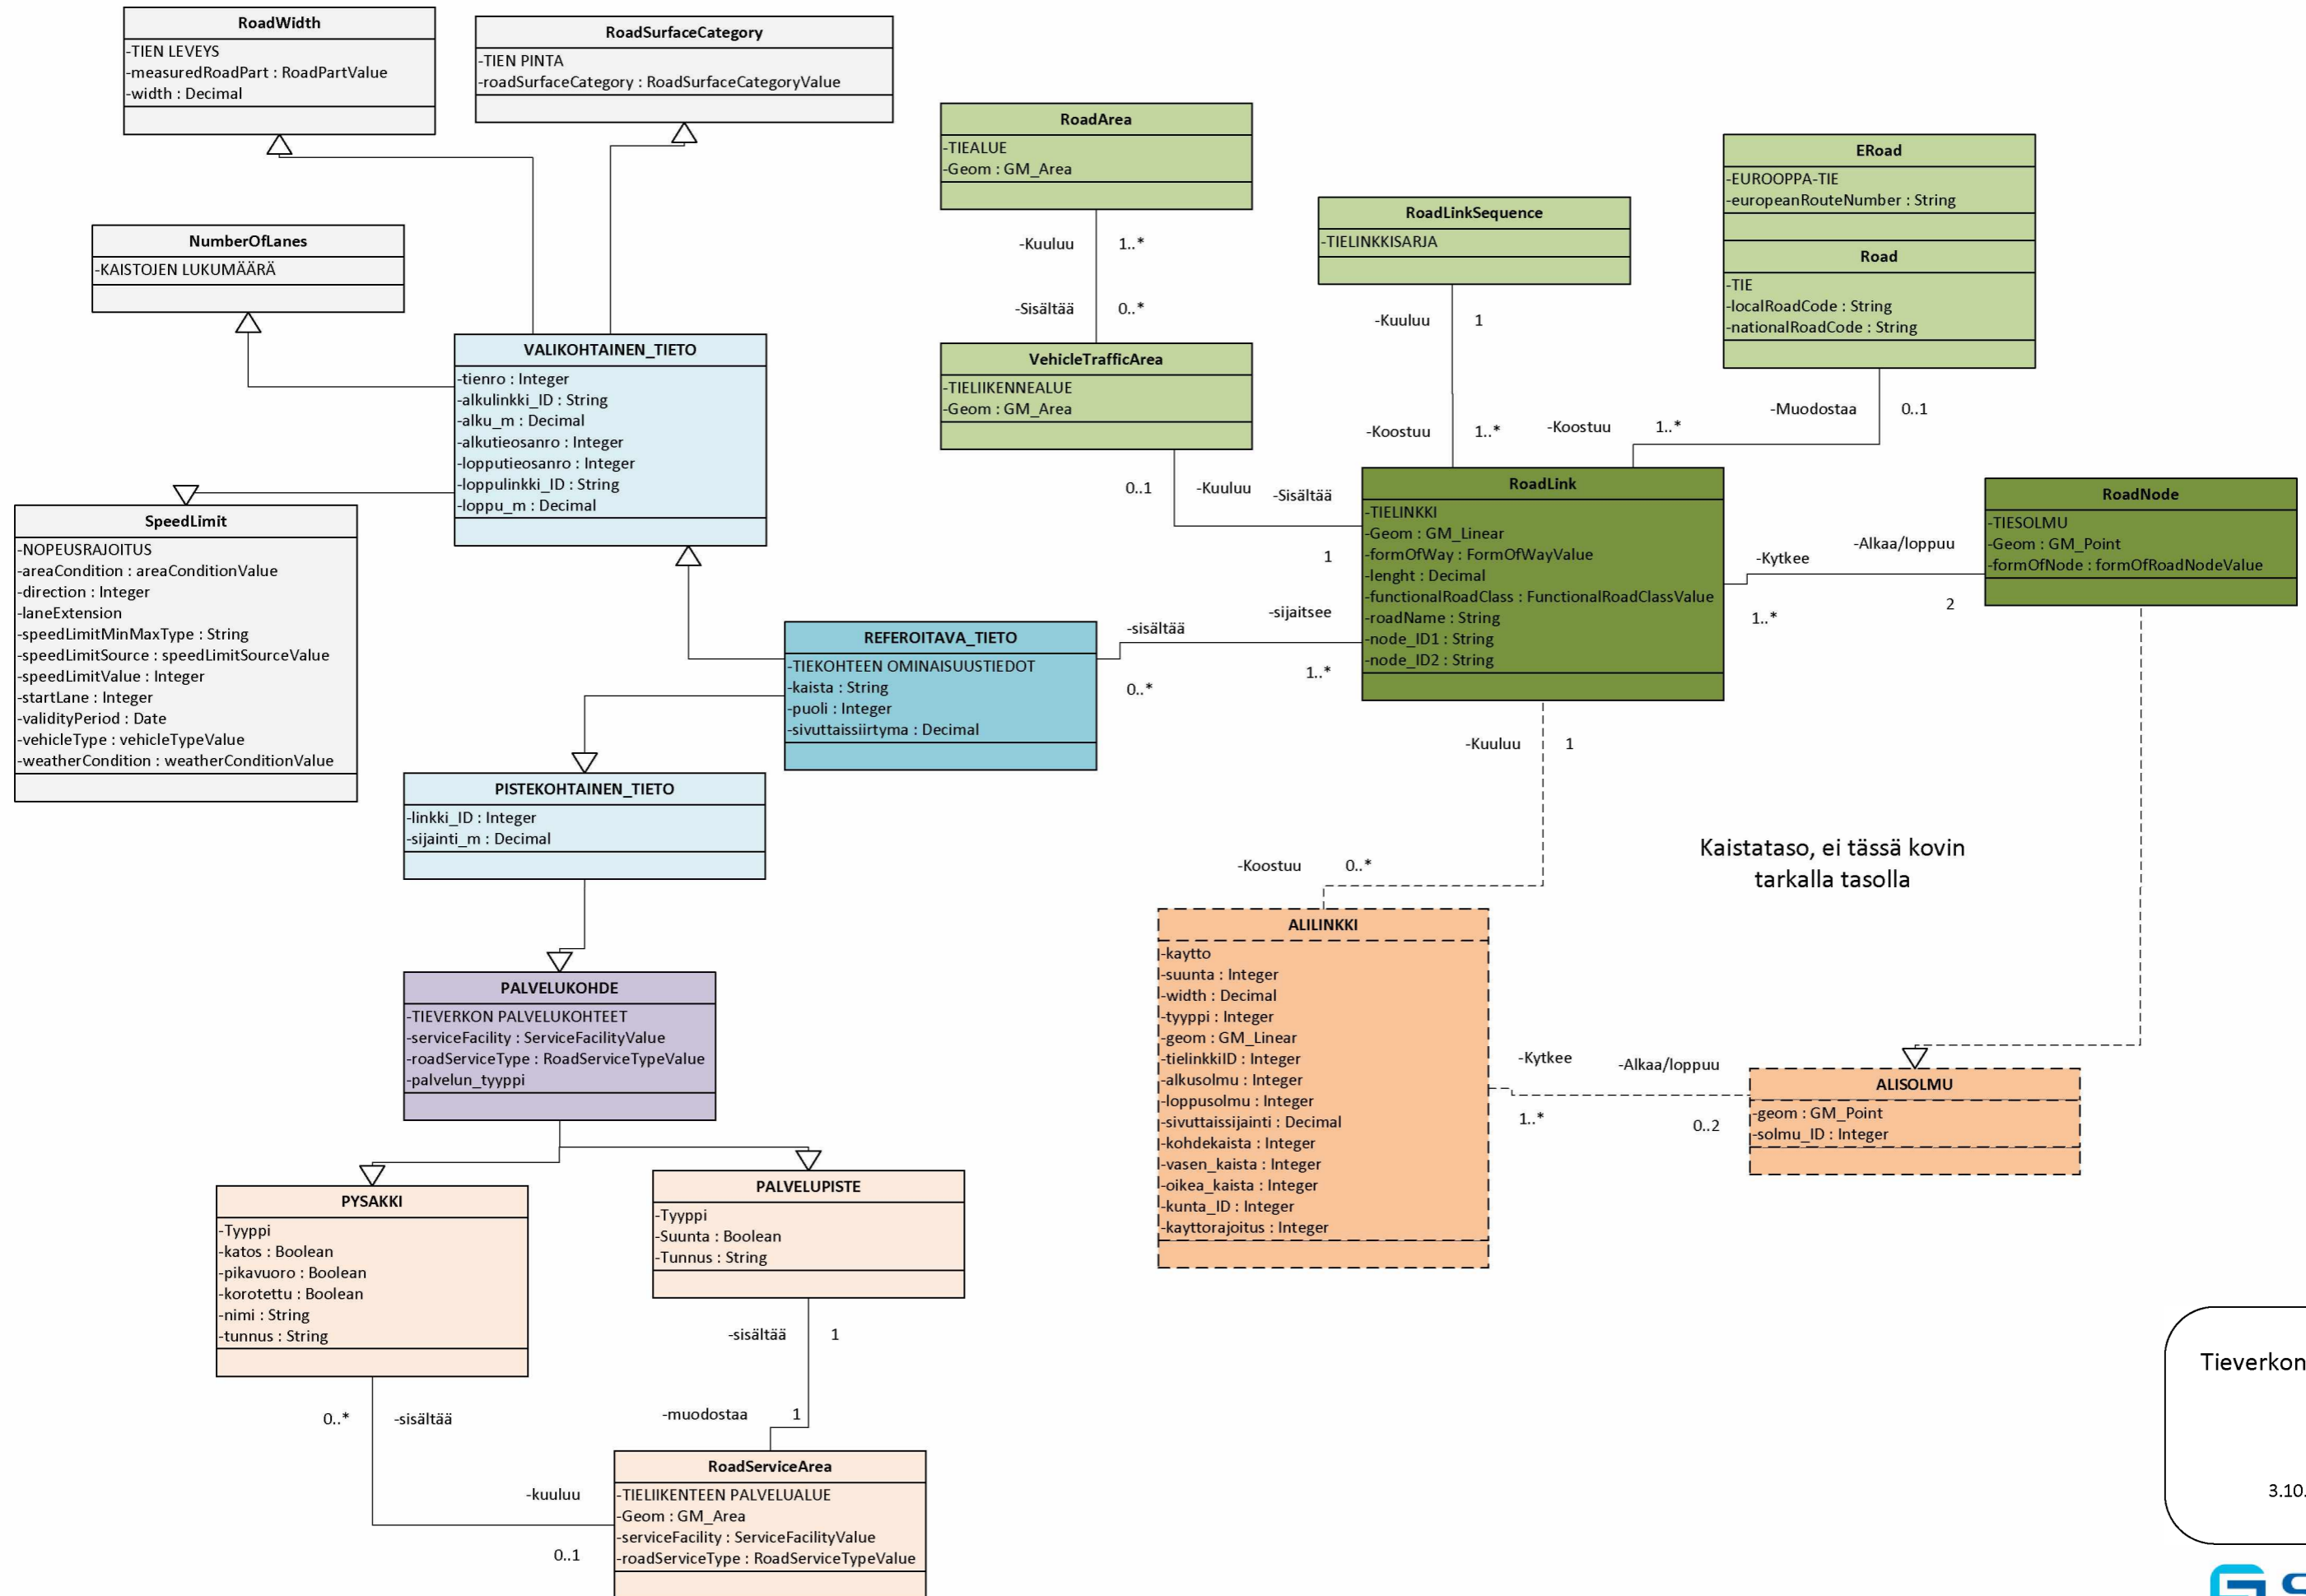 RoadWidth
-TIEN LEVEYS
-measuredRoadPart : RoadPartValue
-width : Decimal
RoadSurfaceCategory
-TIEN PINTA
-roadSurfaceCategory : RoadSurfaceCategoryValue
NumberOfLanes
-KAISTOJEN LUKUMÄÄRÄ
RoadArea
-TIEALUE
-Geom : GM_Area
-Kuuluu 1..*
-Sisältää 0..*
VehicleTrafficArea
-TIELIIKENNEALUE
-Geom : GM_Area
RoadLinkSequence
-TIELINKKISARJA
-Kuuluu 1
-Koostuu 1..*
ERoad
-EUROOPPA-TIE
-europeanRouteNumber : String
Road
-TIE
-localRoadCode : String
-nationalRoadCode : String
-Muodostaa 0..1
-Koostuu 1..*
VALIKOHTAINEN_TIETO
-tienro : Integer
-alkulinkki_ID : String
-alku_m : Decimal
-alkutieosanro : Integer
-lopputieosanro : Integer
-loppulinkki_ID : String
-loppu_m : Decimal
0..1 -Kuuluu -Sisältää
1
SpeedLimit
-NOPEUSRAJOITUS
-areaCondition : areaConditionValue
-direction : Integer
-laneExtension
-speedLimitMinMaxType : String
-speedLimitSource : speedLimitSourceValue
-speedLimitValue : Integer
-startLane : Integer
-validityPeriod : Date
-vehicleType : vehicleTypeValue
-weatherCondition : weatherConditionValue
RoadLink
-TIELINKKI
-Geom : GM_Linear
-formOfWay : FormOfWayValue
-lenght : Decimal
-functionalRoadClass : FunctionalRoadClassValue
-roadName : String
-node_ID1 : String
-node_ID2 : String
RoadNode
-TIESOLMU
-Geom : GM_Point
-formOfNode : formOfRoadNodeValue
-Kytkee -Alkaa/loppuu
1..* 2
REFEROITAVA_TIETO
-TIEKOHTEEN OMINAISUUSTIEDOT
-kaista : String
-puoli : Integer
-sivuttaissiirtyma : Decimal
-sisältää -sijaitsee
0..* 1..*
PISTEKOHTAINEN_TIETO
-linkki_ID : Integer
-sijainti_m : Decimal
-Kuuluu 1
-Koostuu 0..*
Kaistataso, ei tässä kovin
tarkalla tasolla
ALILINKKI
-kaytto
-suunta : Integer
-width : Decimal
-tyyppi : Integer
-geom : GM_Linear
-tielinkkiID : Integer
-alkusolmu : Integer
-loppusolmu : Integer
-sivuttaissijainti : Decimal
-kohdekaista : Integer
-vasen_kaista : Integer
-oikea_kaista : Integer
-kunta_ID : Integer
-kayttorajoitus : Integer
-Kytkee -Alkaa/loppuu
1..* 0..2
ALISOLMU
-geom : GM_Point
-solmu_ID : Integer
PALVELUKOHDE
-TIEVERKON PALVELUKOHTEET
-serviceFacility : ServiceFacilityValue
-roadServiceType : RoadServiceTypeValue
-palvelun_tyyppi
PYSAKKI
-Tyyppi
-katos : Boolean
-pikavuoro : Boolean
-korotettu : Boolean
-nimi : String
-tunnus : String
PALVELUPISTE
-Tyyppi
-Suunta : Boolean
-Tunnus : String
-sisältää 1
-muodostaa 1
0..* -sisältää
-kuuluu
0..1
RoadServiceArea
-TIELIIKENTEEN PALVELUALUE
-Geom : GM_Area
-serviceFacility : ServiceFacilityValue
-roadServiceType : RoadServiceTypeValue
Tieverkon
3.10.